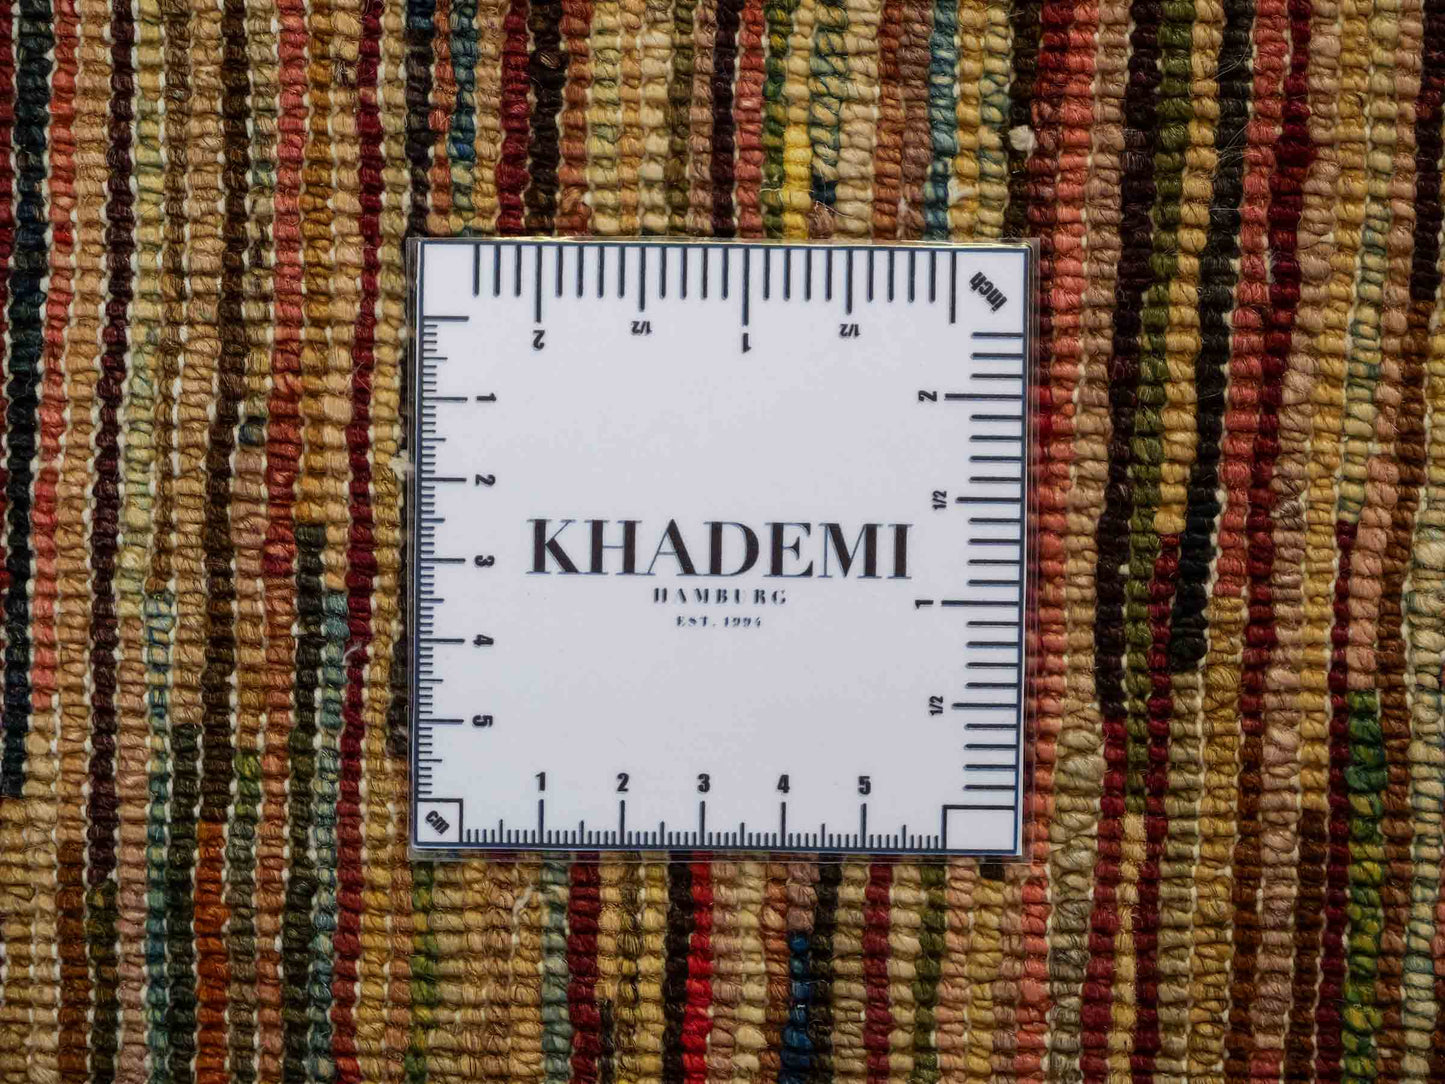 inch
2 1/2 1 1/2
1
2
3
4
5
2
1/2
1
1/2
KHADEMI
HAMBURG
EST. 1994
cm
1 2 3 4 5